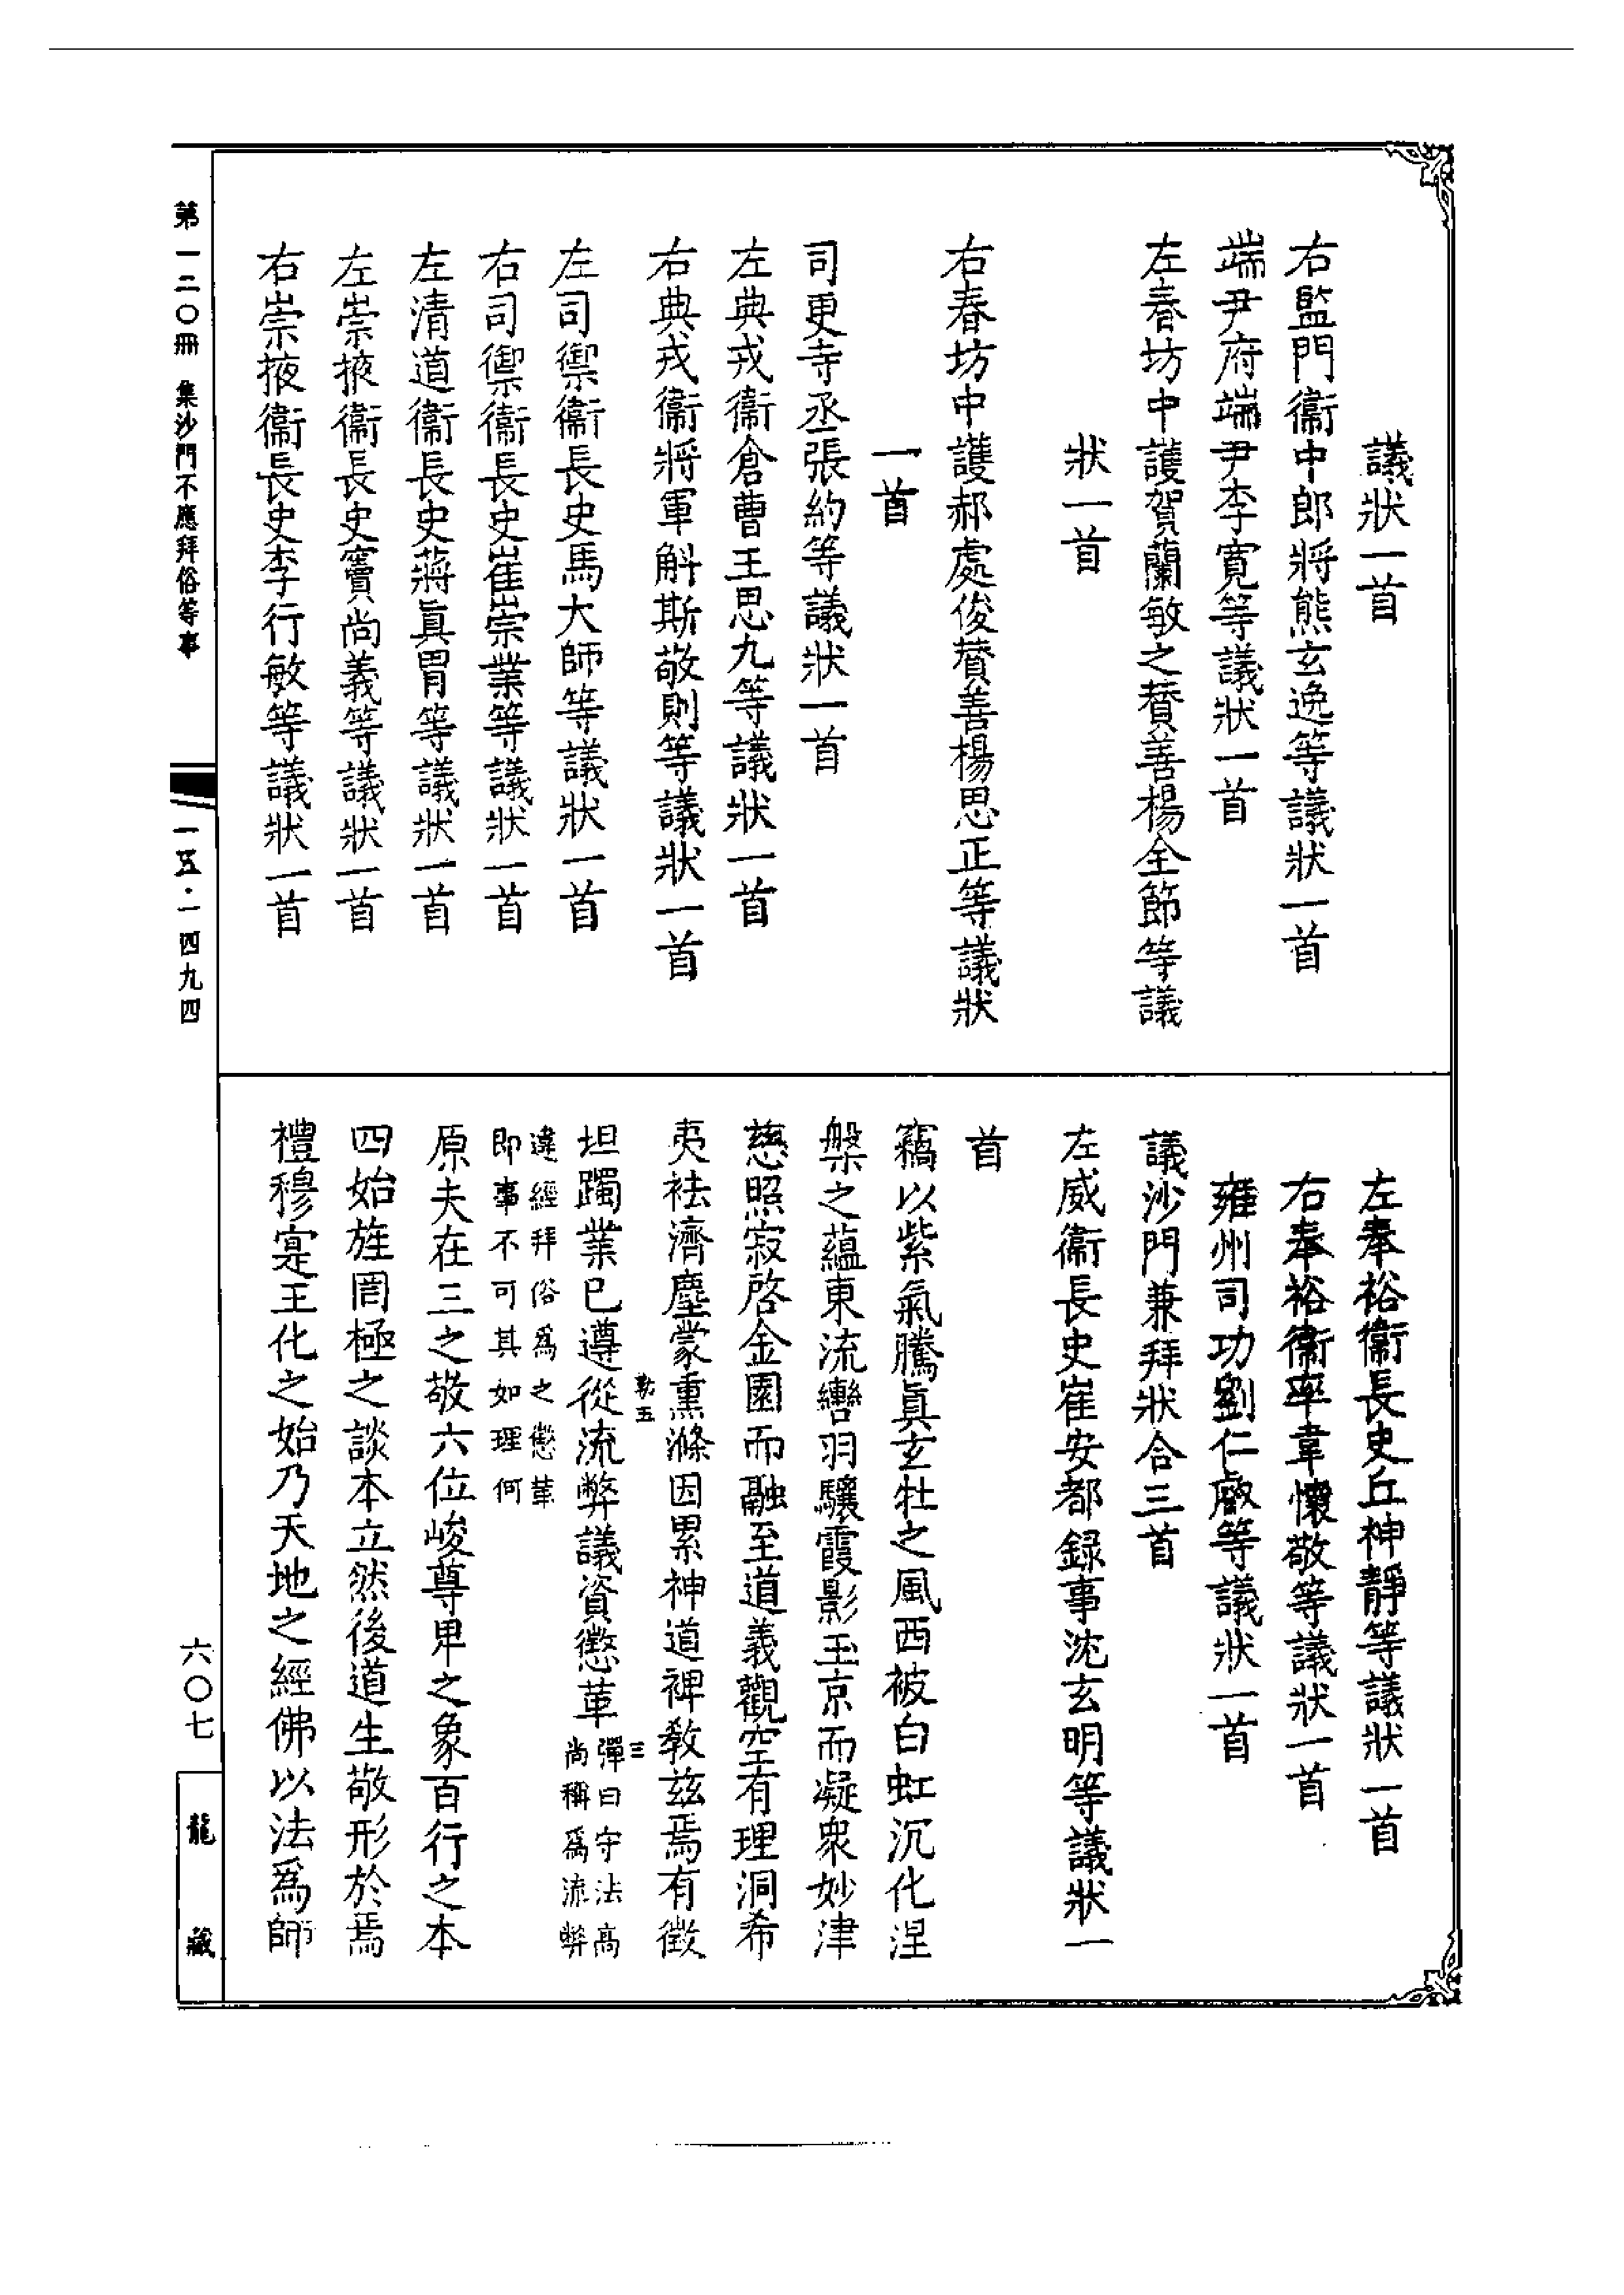 議狀一首
右監門衞中郎將熊玄逸等議狀一首
端尹府端尹李寬等議狀一首
左春坊中護賀蘭敏之賛善楊全節等議
狀一首
右春坊中護郝處俊賛善楊思正等議狀
一首
司更寺丞張約等議狀一首
左典戎衞倉曹王思九等議狀一首
右典戎衞將軍斛斯敬則等議狀一首
左司禦衞長史馬大師等議狀一首
右司禦衞長史崔崇業等議狀一首
左清道衞長史蔣眞胄等議狀一首
左崇掖衞長史竇尚義等議狀一首
右崇掖衞長史李行敏等議狀一首
左奉裕衞長史丘神靜等議狀一首
右奉裕衞率韋懷敬等議狀一首
雍州司功劉仁叡等議狀一首
議沙門兼拜狀合三首
左威衞長史崔安都録事沈玄明等議狀一
首
竊以紫氣騰眞玄牡之風西被白虹沉化涅
槃之蘊東流轡羽驤霞影玉京而凝衆妙津
慈照寂啓金園而融至道義觀空有理洞希
夷祛濟塵蒙熏滌因累神道裨教兹焉有徵
坦躅業已遵從流弊議資懲革彈曰守法高
尚稱爲流弊
違經拜俗爲之懲革
即事不可其如理何
原夫在三之敬六位峻尊卑之象百行之本
四始旌罔極之談本立然後道生敬形於焉
禮穆寔王化之始乃天地之經佛以法爲師
勒五
三
第一二〇冊 集沙門不應拜俗等事
一五·一四九四
六〇七
龍藏